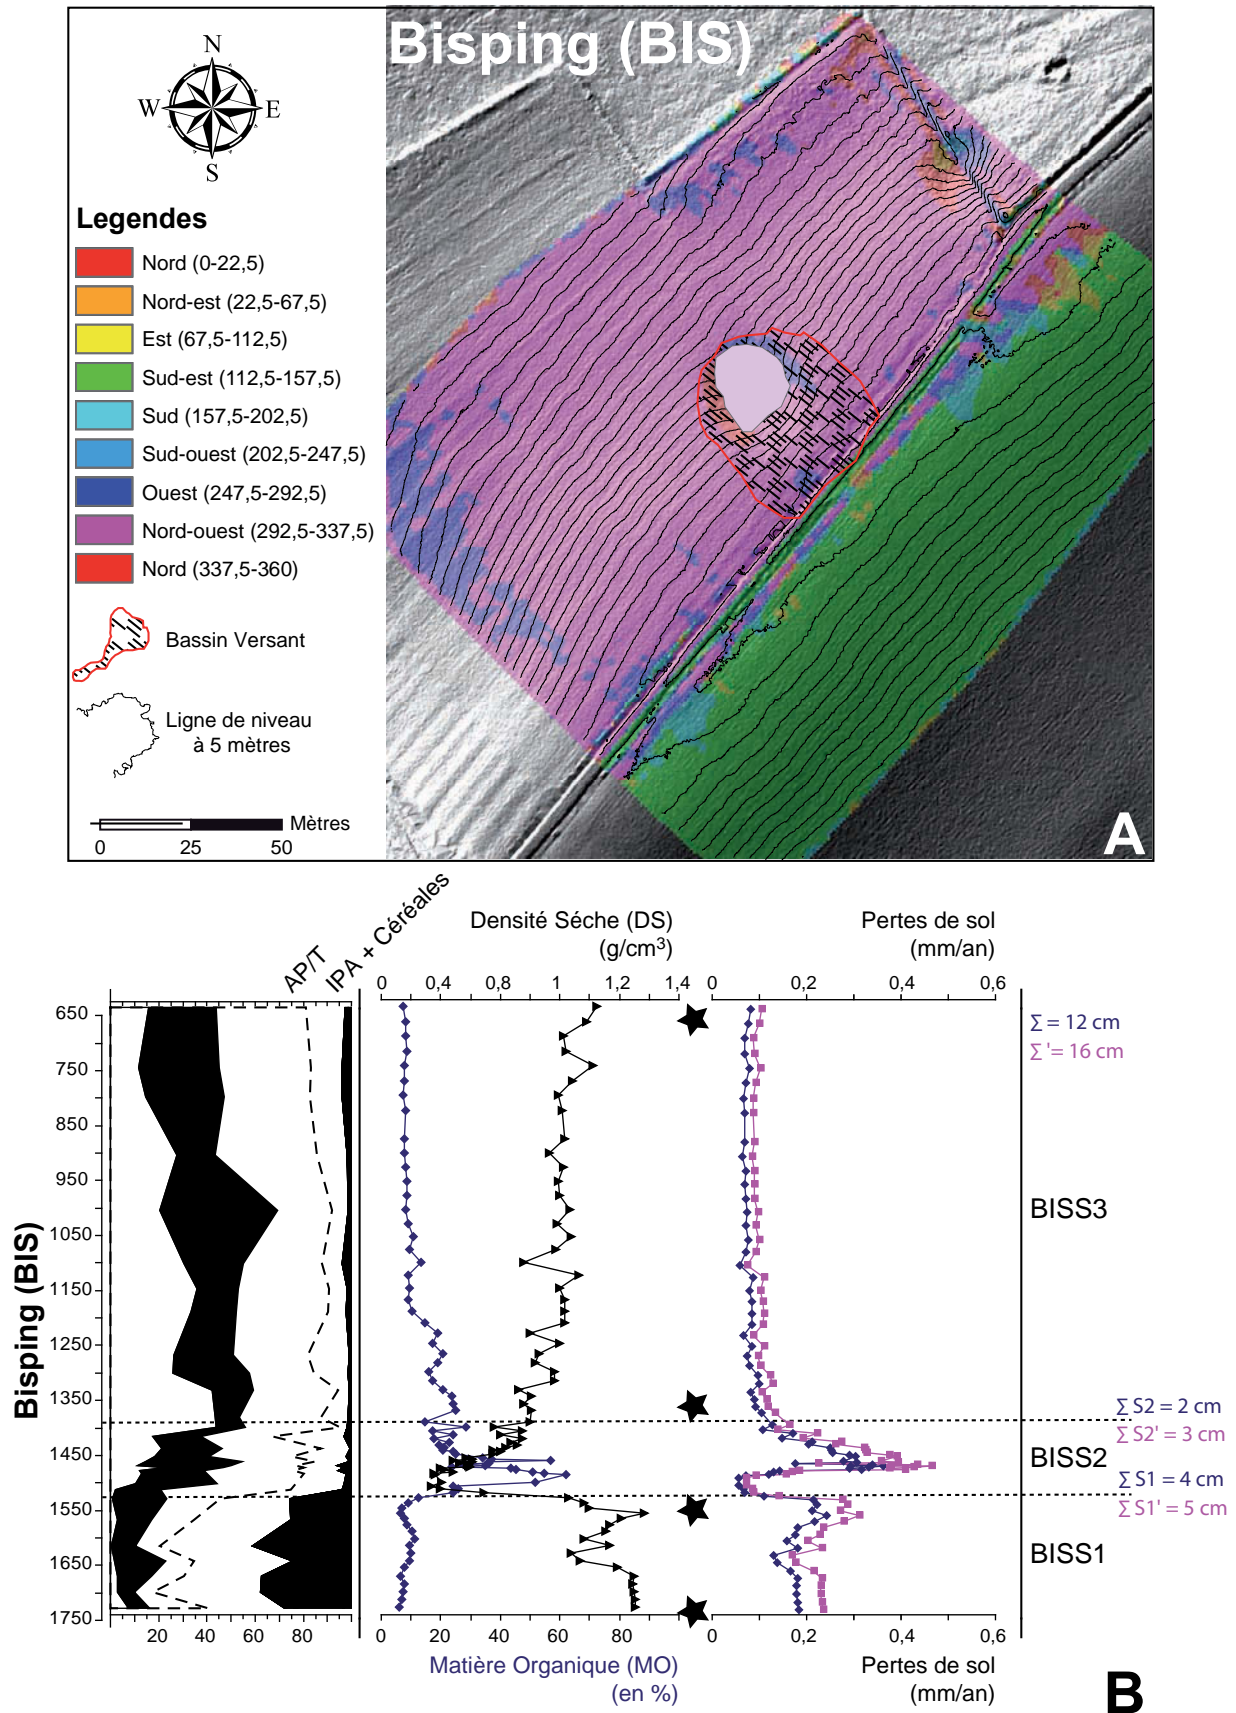 Bisping (BIS)
N
W
E
S
Legendes
Nord (0-22,5)
Nord-est (22,5-67,5)
Est (67,5-112,5)
Sud-est (112,5-157,5)
Sud (157,5-202,5)
Sud-ouest (202,5-247,5)
Ouest (247,5-292,5)
Nord-ouest (292,5-337,5)
Nord (337,5-360)
Bassin Versant
Ligne de niveau
à 5 mètres
Mètres
0 25 50
A
AP/T
IPA + Céréales
Densité Séche (DS)
(g/cm³)
Pertes de sol
(mm/an)
0 0,4 0,8 1 1,2 1,4
0 0,2 0,4 0,6
Bisping (BIS)
650
750
850
950
1050
1150
1250
1350
1450
1550
1650
1750
Σ = 12 cm
Σ' = 16 cm
BISS3
Σ S2 = 2 cm
Σ S2' = 3 cm
BISS2
Σ S1 = 4 cm
Σ S1' = 5 cm
BISS1
20 40 60 80 100
0 20 40 60 80
0 0,2 0,4 0,6
Matière Organique (MO)
(en %)
Pertes de sol
(mm/an)
B